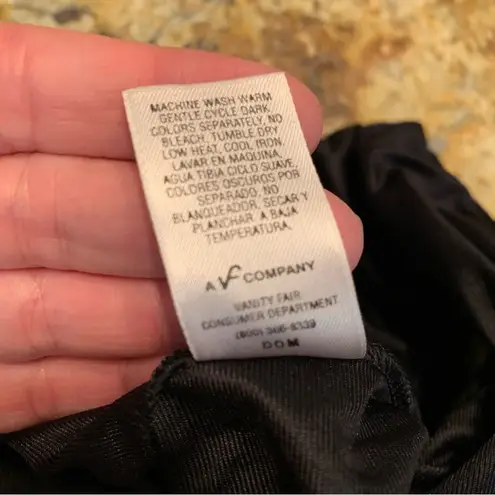 MACHINE WASH WARM
GENTLE CYCLE DARK
COLORS SEPARATELY, NO
BLEACH, TUMBLE DRY
LOW HEAT, COOL IRON
LAVAR EN MAQUINA,
AGUA TIBIA CICLO SUAVE,
COLORES OSCUROS POR
SEPARADO, NO
BLANQUEADOR, SECAR Y
PLANCHAR A BAJA
TEMPERATURA.
A VF COMPANY
VANITY FAIR
CONSUMER DEPARTMENT
(800)
DOM